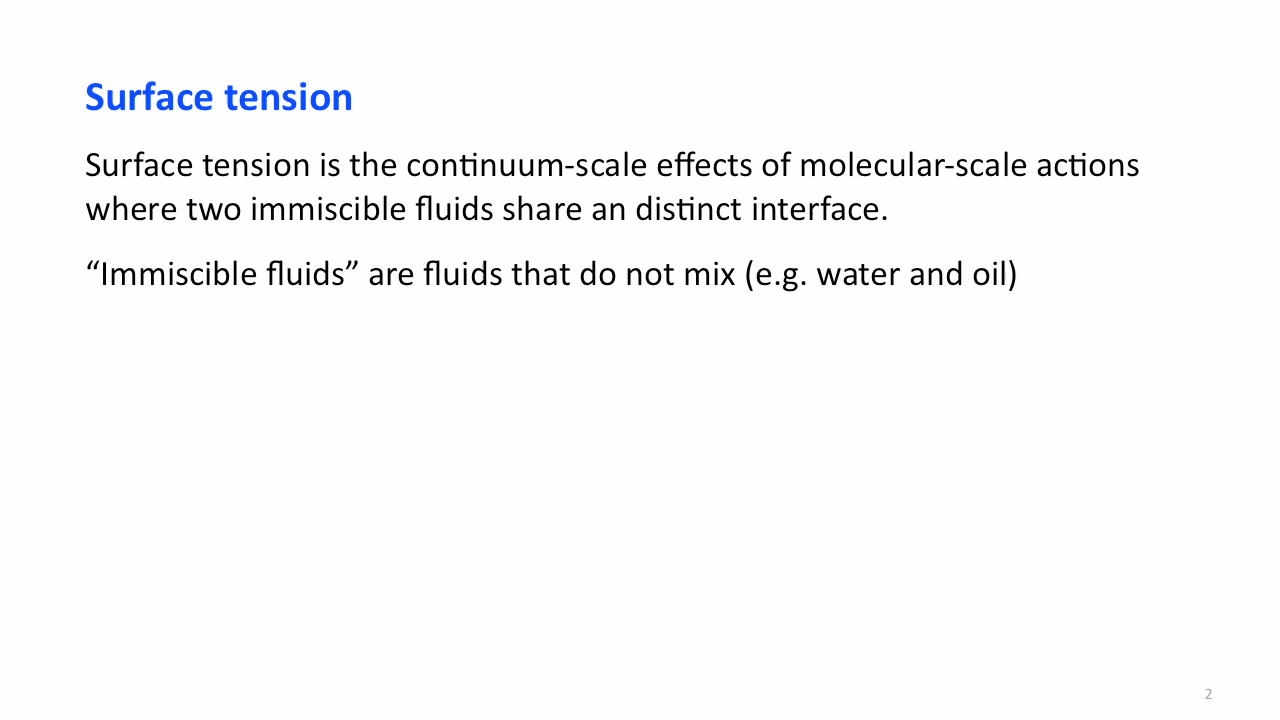 Surface tension
Surface tension is the continuum-scale effects of molecular-scale actions
where two immiscible fluids share an distinct interface.
“Immiscible fluids” are fluids that do not mix (e.g. water and oil)
2